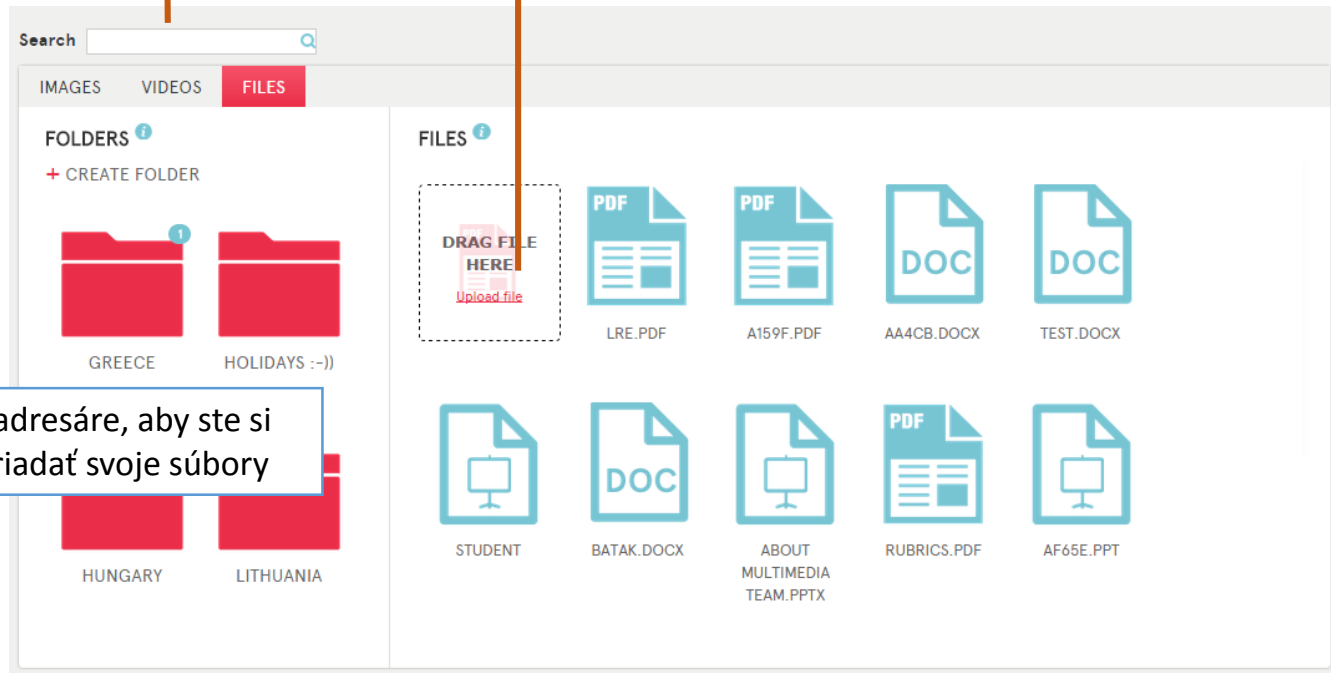 Search
IMAGES VIDEOS FILES
FOLDERS i
+ CREATE FOLDER
1
GREECE HOLIDAYS :-))
adresáre, aby ste si
riadať svoje súbory
HUNGARY LITHUANIA
FILES i
DRAG FILE
HERE
Upload file
PDF
PDF
DOC
DOC
LRE.PDF A159F.PDF AA4CB.DOCX TEST.DOCX
DOC
PDF
STUDENT BATAK.DOCX ABOUT
MULTIMEDIA
TEAM.PPTX
RUBRICS.PDF AF65E.PPT